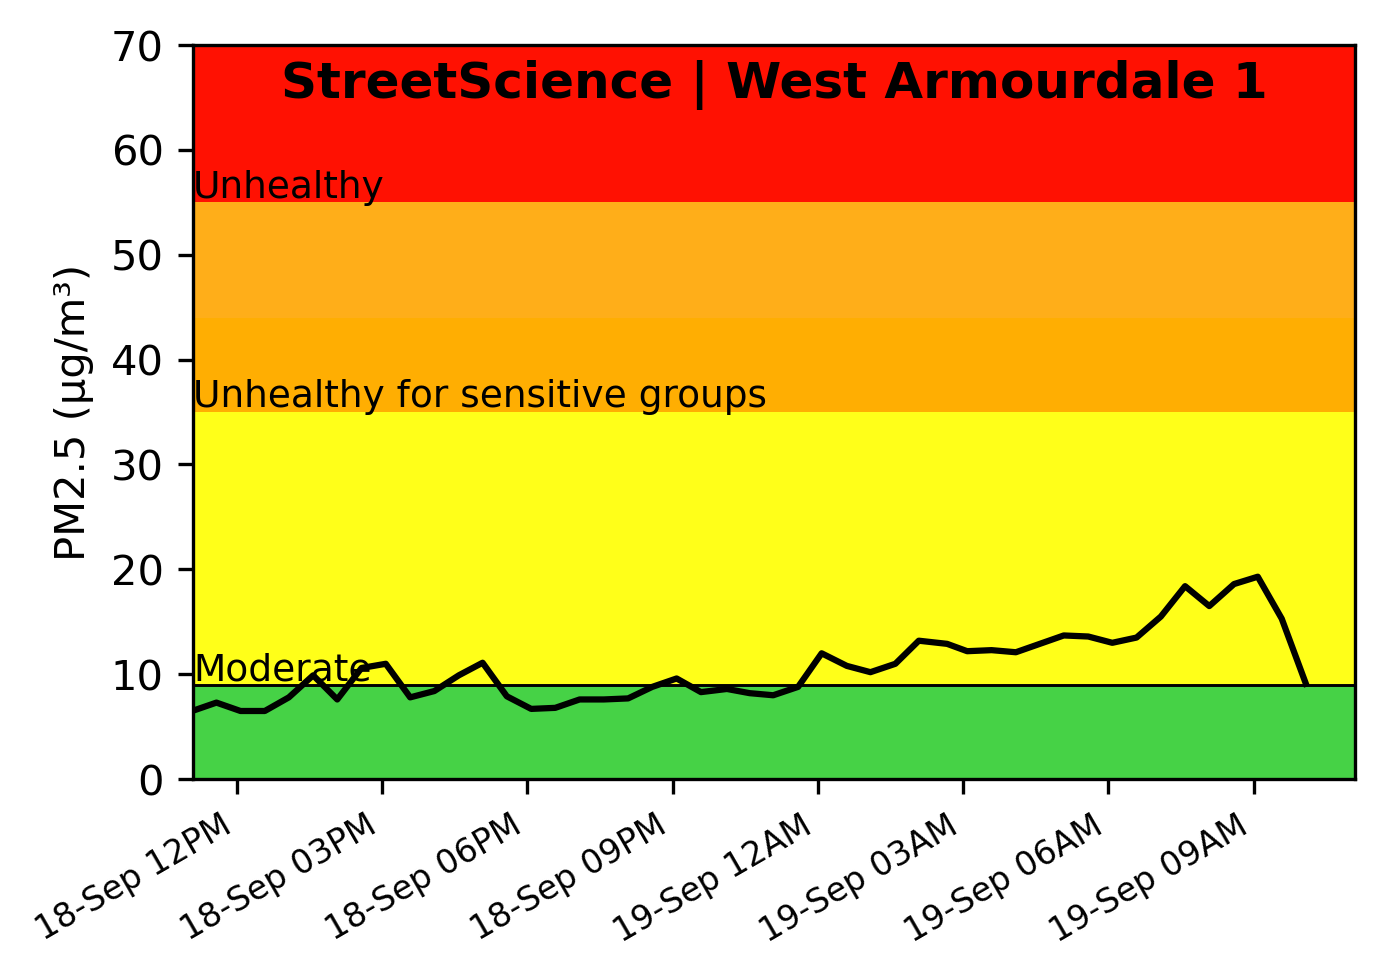 StreetScience | West Armourdale 1
PM2.5 (µg/m³)
70
60
50
40
30
20
10
0
Unhealthy
Unhealthy for sensitive groups
Moderate
18-Sep 12PM
18-Sep 03PM
18-Sep 06PM
18-Sep 09PM
19-Sep 12AM
19-Sep 03AM
19-Sep 06AM
19-Sep 09AM